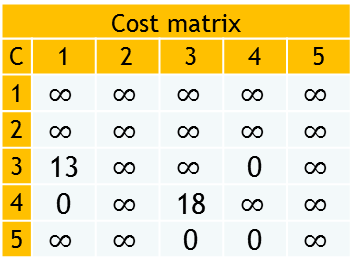 Cost matrix
C 1 2 3 4 5
1 ∞ ∞ ∞ ∞ ∞
2 ∞ ∞ ∞ ∞ ∞
3 13 ∞ ∞ 0 ∞
4 0 ∞ 18 ∞ ∞
5 ∞ ∞ 0 0 ∞